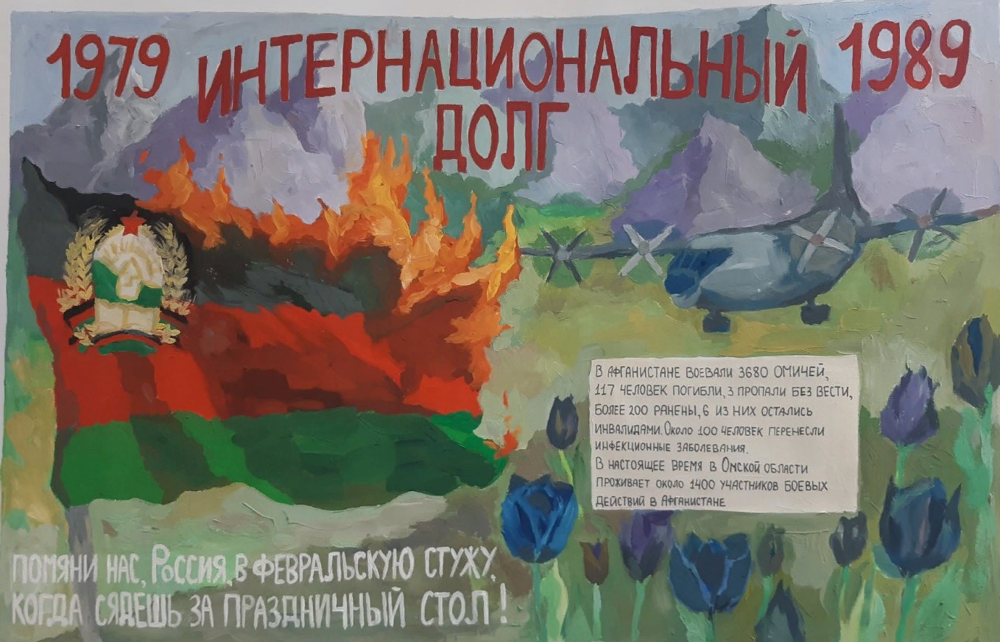 1979 ИНТЕРНАЦИОНАЛЬНЫЙ 1989
ДОЛГ
В АФГАНИСТАНЕ ВОЕВАЛИ 3680 ОМИЧЕЙ,
117 ЧЕЛОВЕК ПОГИБЛИ, 3 ПРОПАЛИ БЕЗ ВЕСТИ,
БОЛЕЕ 200 РАНЕНЫ, 6 ИЗ НИХ ОСТАЛИСЬ
ИНВАЛИДАМИ. ОКОЛО 100 ЧЕЛОВЕК ПЕРЕНЕСЛИ
ИНФЕКЦИОННЫЕ ЗАБОЛЕВАНИЯ.
В НАСТОЯЩЕЕ ВРЕМЯ В ОМСКОЙ ОБЛАСТИ
ПРОЖИВАЕТ ОКОЛО 1400 УЧАСТНИКОВ БОЕВЫХ
ДЕЙСТВИЙ В АФГАНИСТАНЕ
ПОМЯНИ НАС, РОССИЯ, В ФЕВРАЛЬСКУЮ СТУЖУ,
КОГДА СЯДЕШЬ ЗА ПРАЗДНИЧНЫЙ СТОЛ!